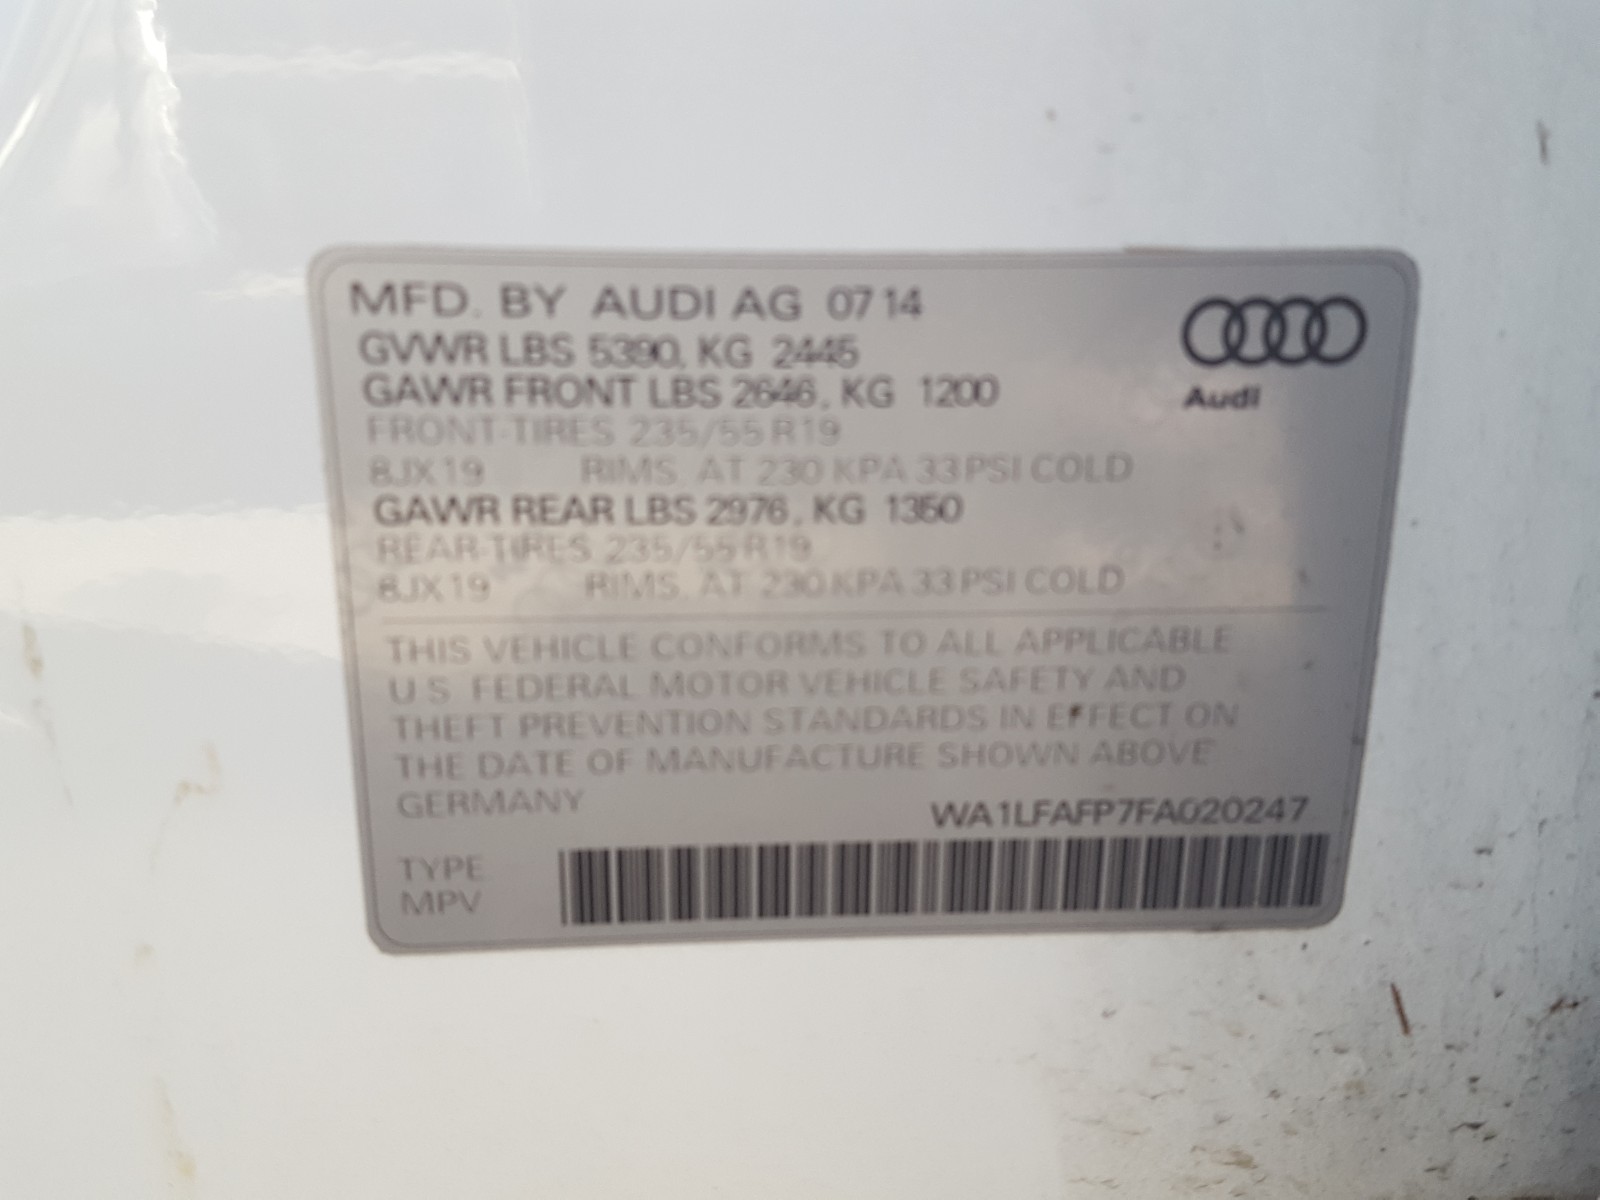 MFD. BY AUDI AG 07 14
GVWR LBS 5390, KG 2445
GAWR FRONT LBS 2646, KG 1200
FRONT-TIRES 235/55 R19
8JX19 RIMS. AT 230 KPA 33 PSI COLD
GAWR REAR LBS 2976, KG 1350
REAR-TIRES 235/55 R19
8JX19 RIMS. AT 230 KPA 33 PSI COLD
Audi
THIS VEHICLE CONFORMS TO ALL APPLICABLE
U S FEDERAL MOTOR VEHICLE SAFETY AND
THEFT PREVENTION STANDARDS IN EFFECT ON
THE DATE OF MANUFACTURE SHOWN ABOVE
GERMANY WA1LFAFP7FA020247
TYPE
MPV